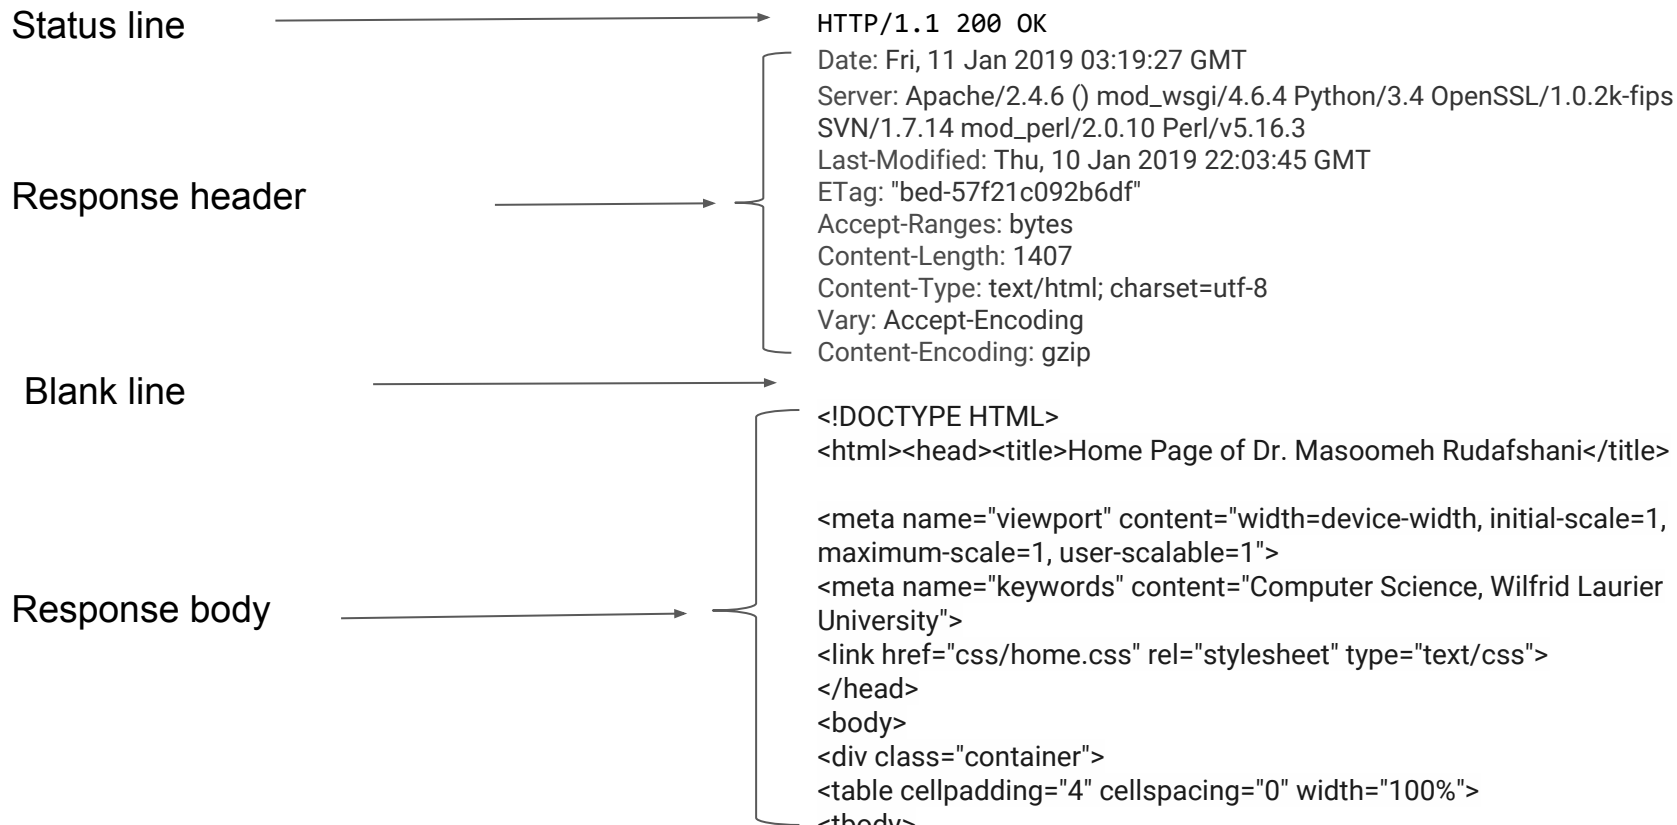 Status line
HTTP/1.1 200 OK
Response header
Date: Fri, 11 Jan 2019 03:19:27 GMT
Server: Apache/2.4.6 () mod_wsgi/4.6.4 Python/3.4 OpenSSL/1.0.2k-fips
SVN/1.7.14 mod_perl/2.0.10 Perl/v5.16.3
Last-Modified: Thu, 10 Jan 2019 22:03:45 GMT
ETag: "bed-57f21c092b6df"
Accept-Ranges: bytes
Content-Length: 1407
Content-Type: text/html; charset=utf-8
Vary: Accept-Encoding
Content-Encoding: gzip
Blank line
Response body
<!DOCTYPE HTML>
<html><head><title>Home Page of Dr. Masoomeh Rudafshani</title>
<meta name="viewport" content="width=device-width, initial-scale=1,
maximum-scale=1, user-scalable=1">
<meta name="keywords" content="Computer Science, Wilfrid Laurier
University">
<link href="css/home.css" rel="stylesheet" type="text/css">
</head>
<body>
<div class="container">
<table cellpadding="4" cellspacing="0" width="100%">
<tbody>